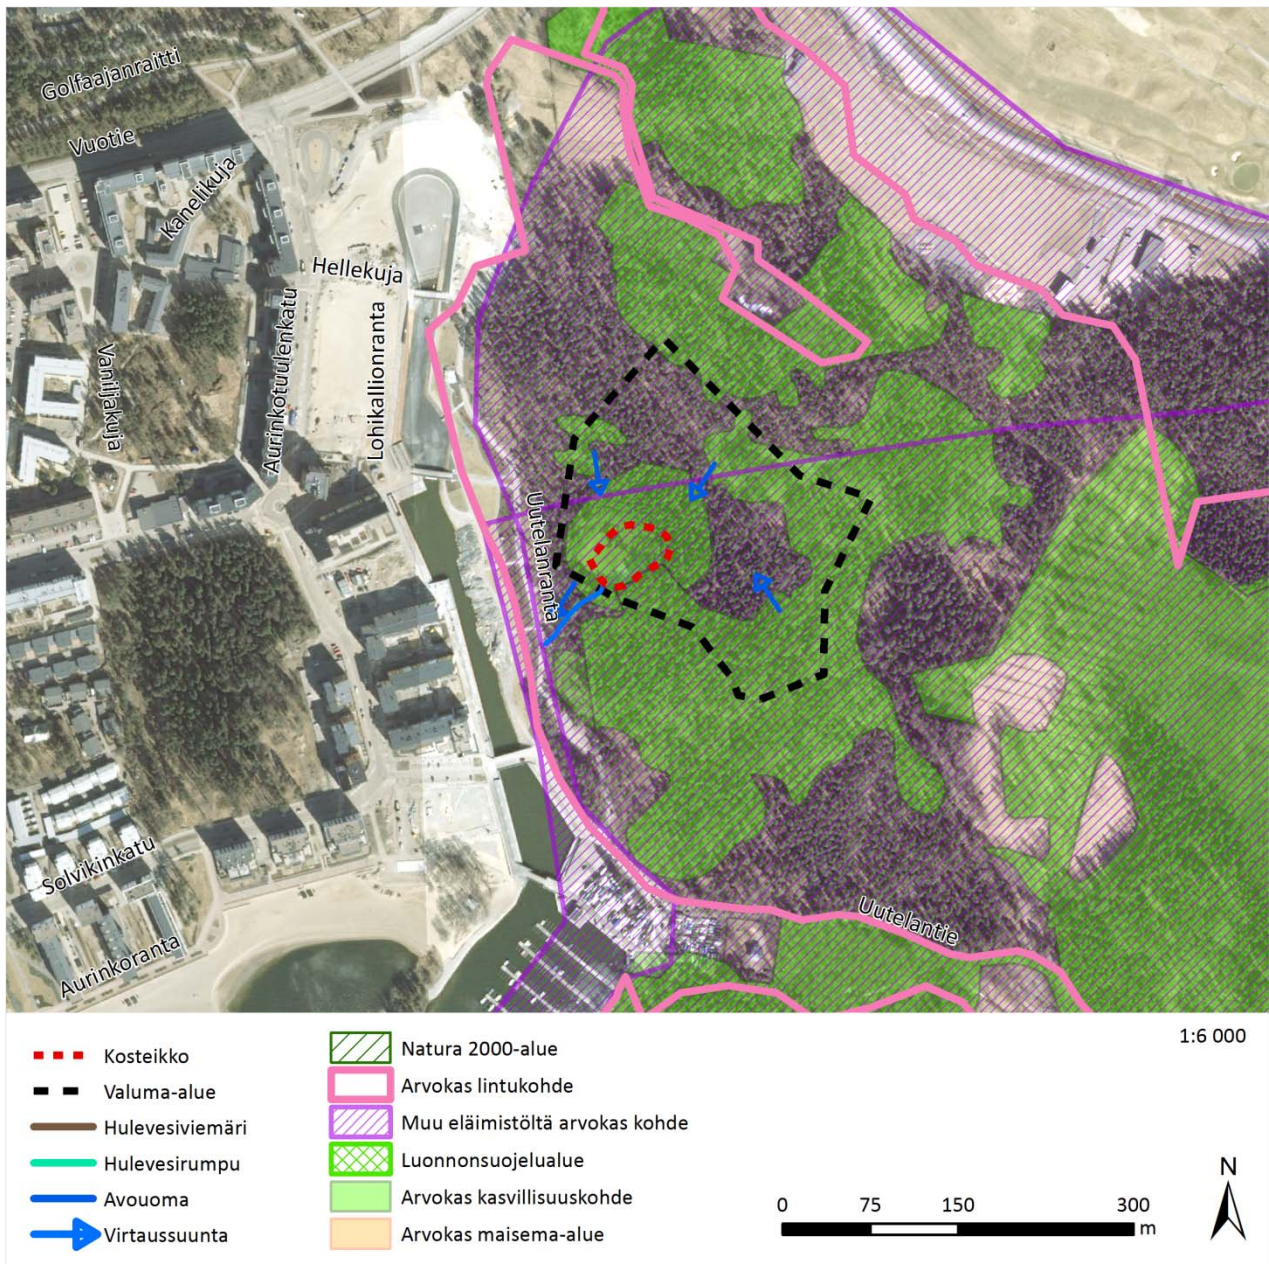 Golfaajanraitti
Vuotie
Kanelikuja
Hellekuja
Vaniljakuja
Aurinkotuulenkatu
Lohikallionranta
Uutelanranta
Solvikinkatu
Aurinkoranta
Uutelantie
1:6 000
Kosteikko
Valuma-alue
Hulevesiviemäri
Hulevesirumpu
Avouoma
Virtaussuunta
Natura 2000-alue
Arvokas lintukohde
Muu eläimistöltä arvokas kohde
Luonnonsuojelualue
Arvokas kasvillisuuskohde
Arvokas maisema-alue
0 75 150 300
m
N